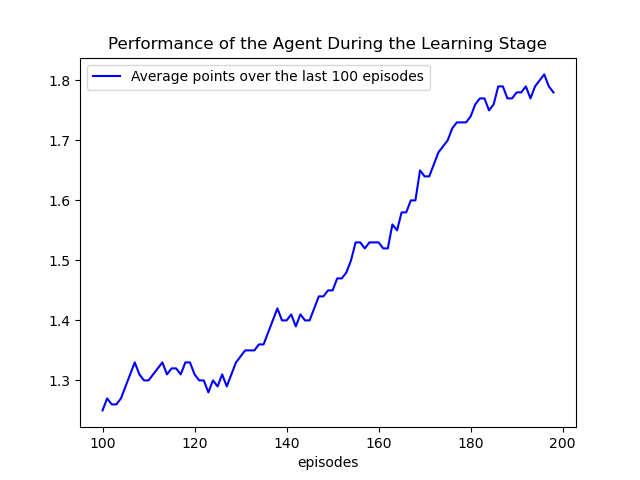 Performance of the Agent During the Learning Stage
Average points over the last 100 episodes
1.8
1.7
1.6
1.5
1.4
1.3
100 120 140 160 180 200
episodes